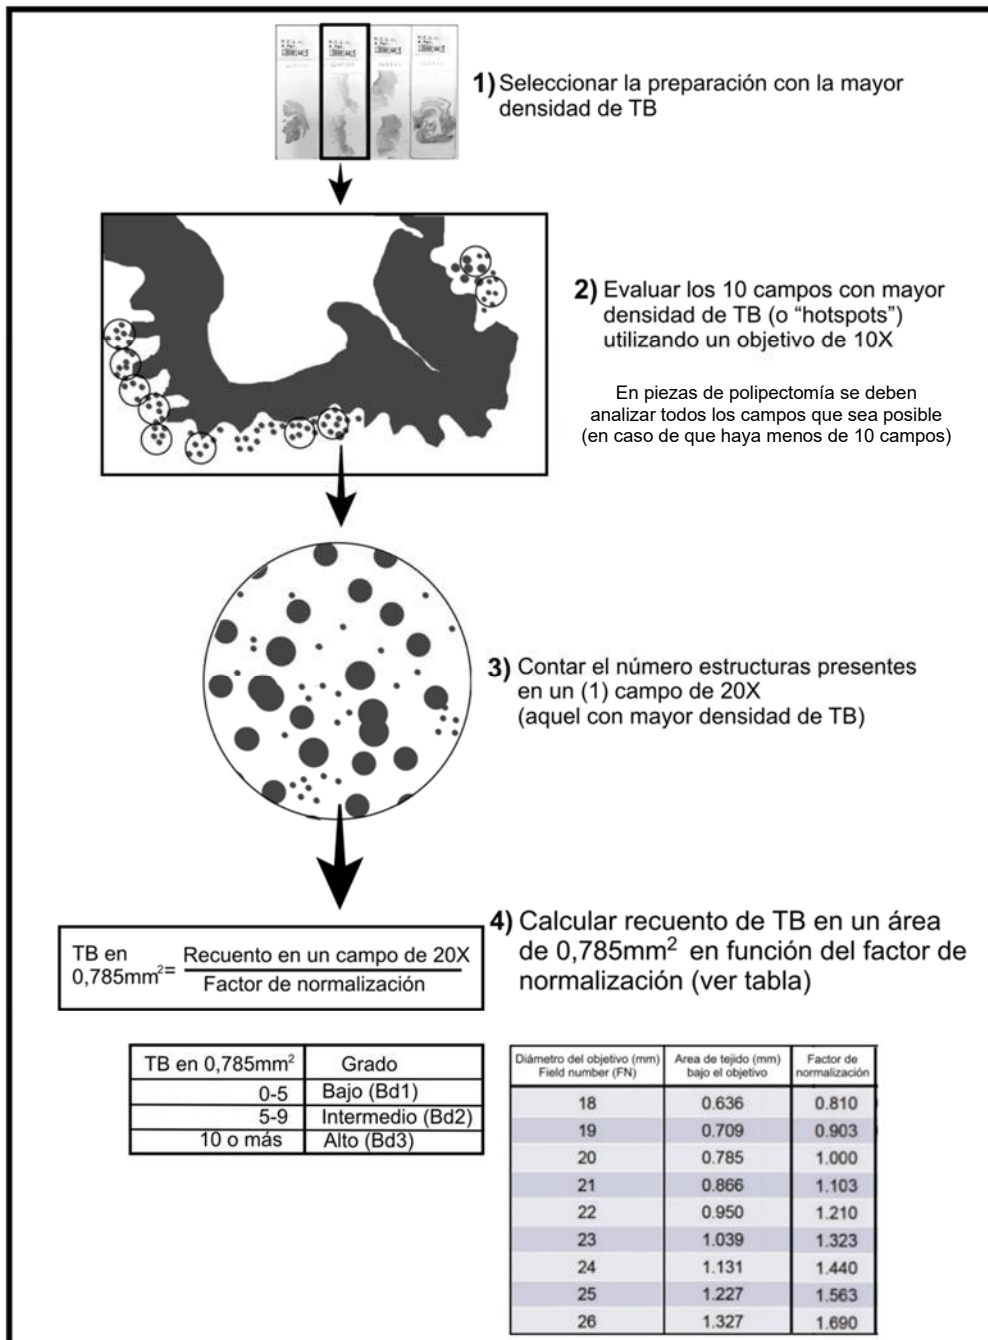 1) Seleccionar la preparación con la mayor
densidad de TB
2) Evaluar los 10 campos con mayor
densidad de TB (o “hotspots”)
utilizando un objetivo de 10X
En piezas de polipectomía se deben
analizar todos los campos que sea posible
(en caso de que haya menos de 10 campos)
3) Contar el número estructuras presentes
en un (1) campo de 20X
(aquel con mayor densidad de TB)
4) Calcular recuento de TB en un área
de 0,785mm² en función del factor de
normalización (ver tabla)
TB en
0,785mm²=
Recuento en un campo de 20X
Factor de normalización
TB en 0,785mm² Grado
0-5 Bajo (Bd1)
5-9 Intermedio (Bd2)
10 o más Alto (Bd3)
Diámetro del objetivo (mm) Area de tejido (mm) Factor de
Field number (FN) bajo el objetivo normalización
18 0.636 0.810
19 0.709 0.903
20 0.785 1.000
21 0.866 1.103
22 0.950 1.210
23 1.039 1.323
24 1.131 1.440
25 1.227 1.563
26 1.327 1.690